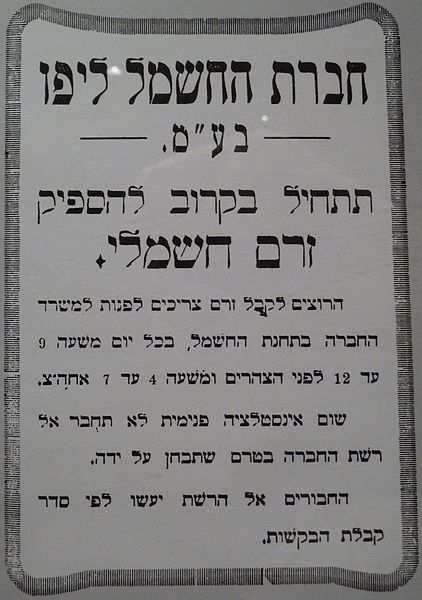 חברת החשמל ליפו
בע״מ.
תתחיל בקרוב להספיק
זרם חשמלי.
הרוצים לקבל זרם צריכים לפנות למשרד
החברה בתחנת החשמל, בכל יום משעה 9
עד 12 לפני הצהרים ומשעה 4 עד 7 אחה״צ.
שום אינסטלציה פנימית לא תחבר אל
רשת החברה בטרם שתבחן על ידה.
החבורים אל הרשת יעשו לפי סדר
קבלת הבקשות.